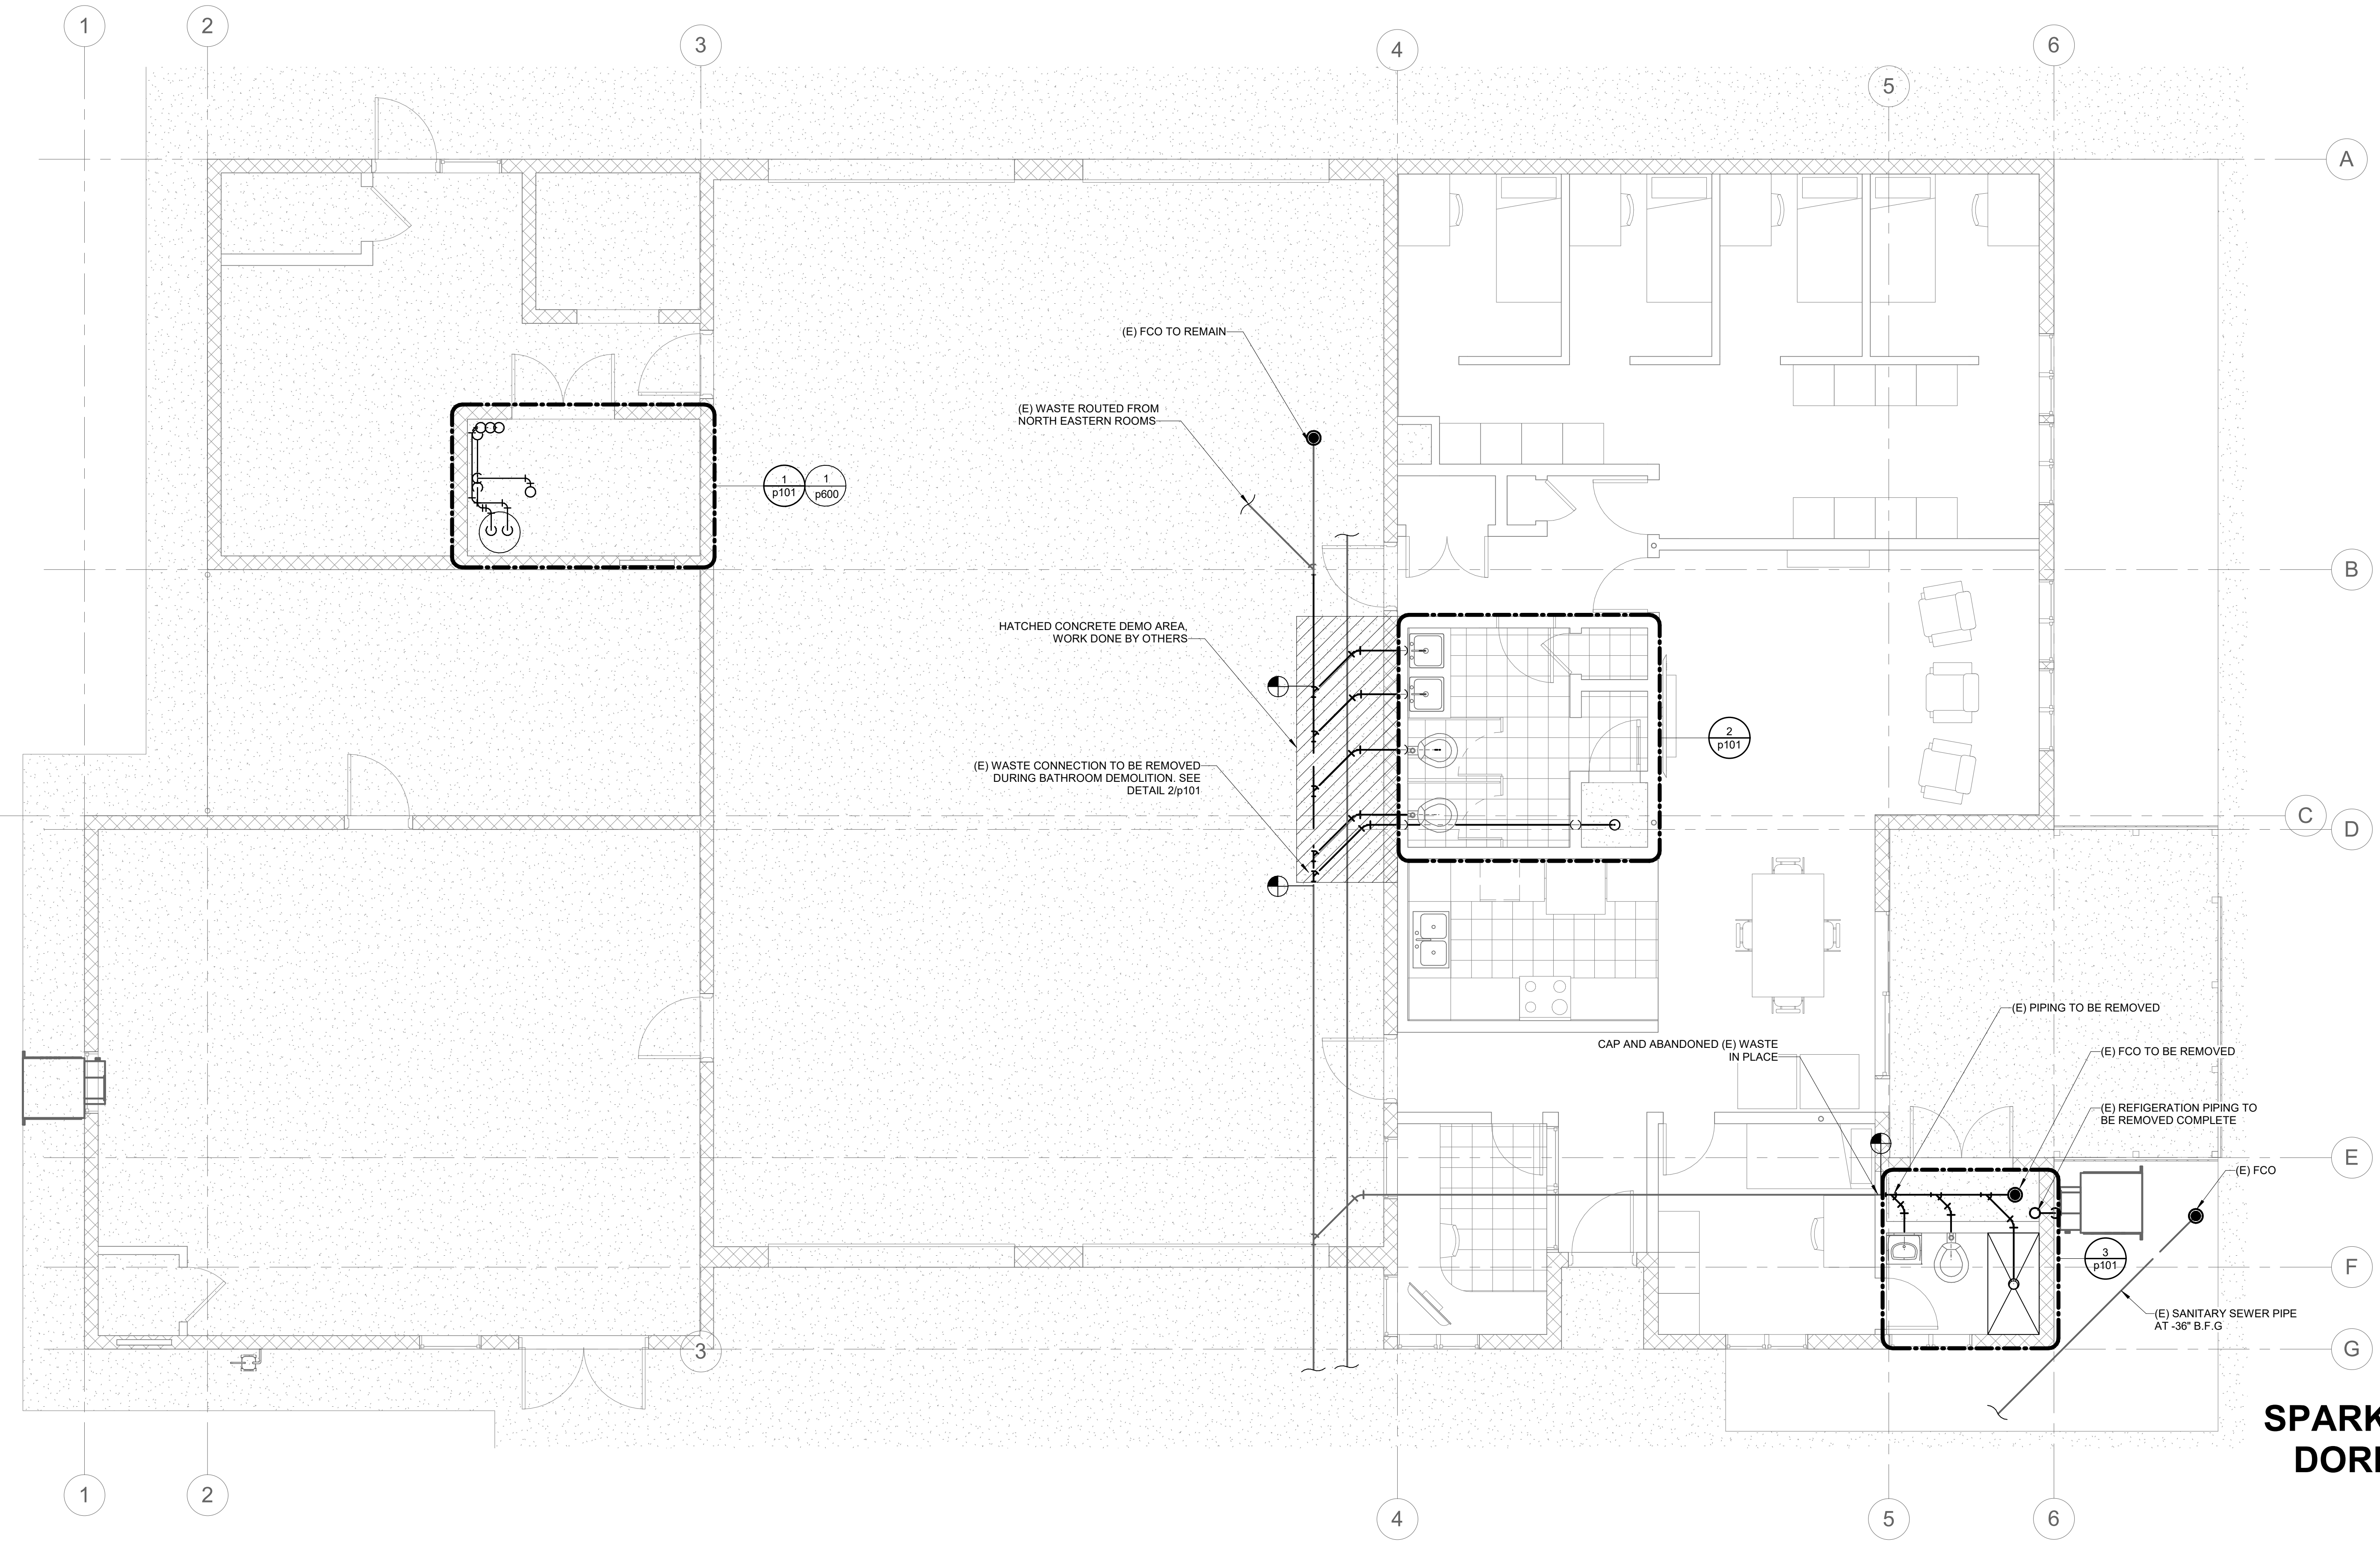 1
2
3
4
5
6
A
(E) FCO TO REMAIN
(E) WASTE ROUTED FROM
NORTH EASTERN ROOMS
1
p101
1
p600
B
HATCHED CONCRETE DEMO AREA,
WORK DONE BY OTHERS
2
p101
(E) WASTE CONNECTION TO BE REMOVED
DURING BATHROOM DEMOLITION. SEE
DETAIL 2/p101
C
D
(E) PIPING TO BE REMOVED
CAP AND ABANDONED (E) WASTE
IN PLACE
(E) FCO TO BE REMOVED
(E) REFIGERATION PIPING TO
BE REMOVED COMPLETE
E
(E) FCO
3
p101
F
(E) SANITARY SEWER PIPE
AT -36" B.F.G
3
G
SPARK
DOR
1
2
4
5
6